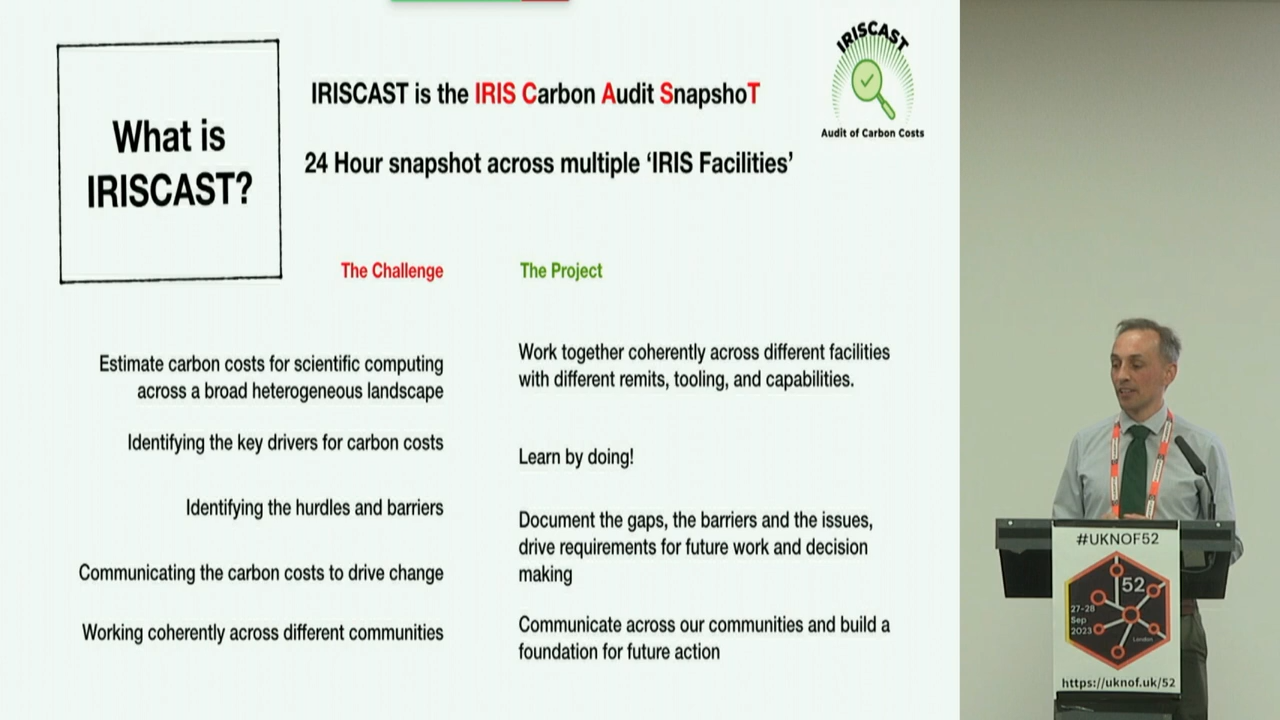 What is
IRISCAST?
IRISCAST is the IRIS Carbon Audit SnapshoT
24 Hour snapshot across multiple ‘IRIS Facilities’
IRISCAST
Audit of Carbon Costs
The Challenge
Estimate carbon costs for scientific computing
across a broad heterogeneous landscape
Identifying the key drivers for carbon costs
Identifying the hurdles and barriers
Communicating the carbon costs to drive change
Working coherently across different communities
The Project
Work together coherently across different facilities
with different remits, tooling, and capabilities.
Learn by doing!
Document the gaps, the barriers and the issues,
drive requirements for future work and decision
making
Communicate across our communities and build a
foundation for future action
#UKNOF52
52
27-28
Sep
2023
London
https://uknof.uk/52